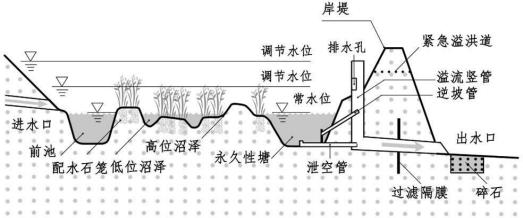 岸堤
调节水位
排水孔
紧急溢洪道
调节水位
溢流竖管
常水位
逆坡管
进水口
出水口
前池
配水石笼
低位沼泽
高位沼泽
永久性塘
泄空管
过滤隔膜
碎石